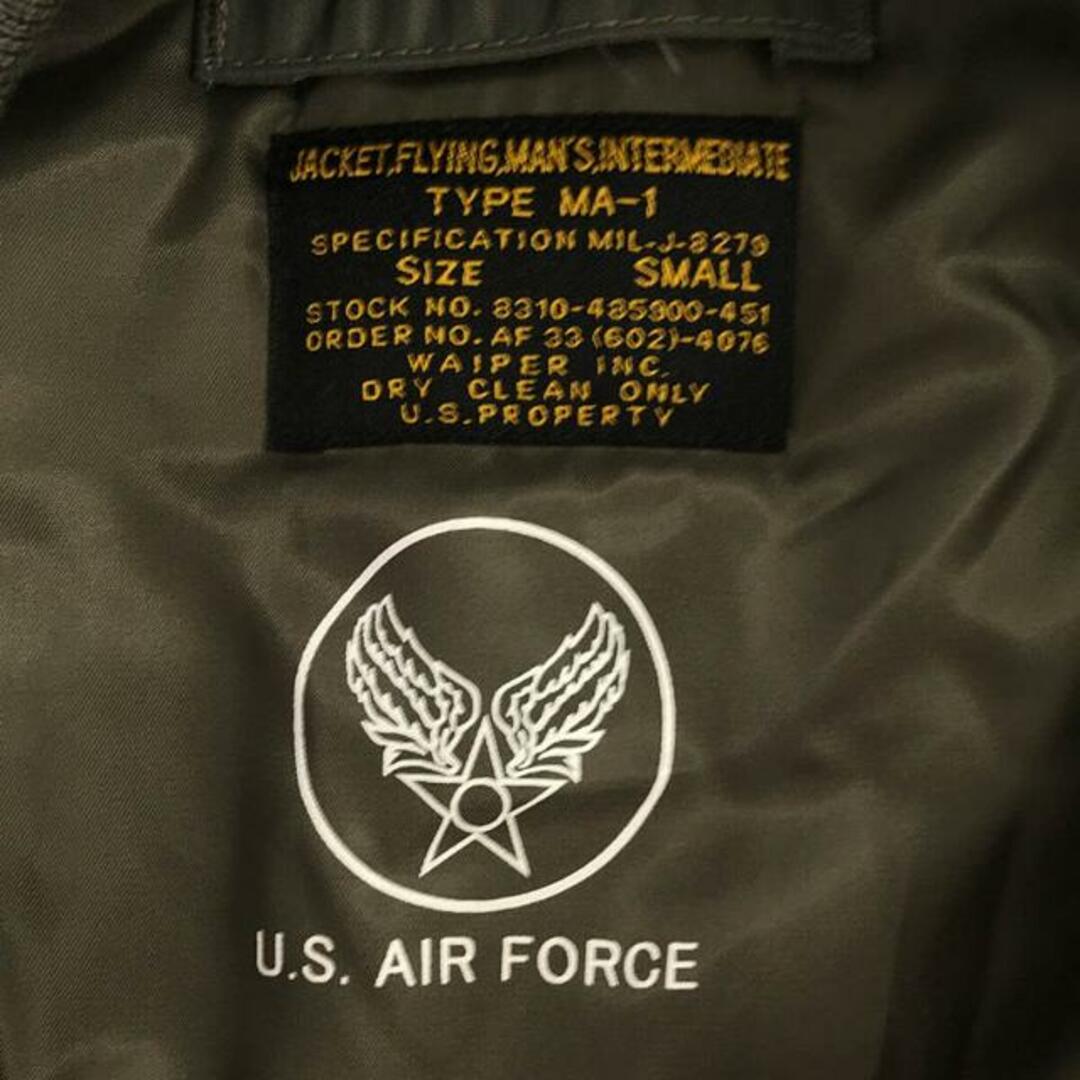 JACKET,FLYING,MAN'S,INTERMEDIATE
TYPE MA-1
SPECIFICATION MIL-J-8279
SIZE SMALL
STOCK NO. 8310-485900-451
ORDER NO. AF 33 (602)-4076
WAIPER INC.
DRY CLEAN ONLY
U.S.PROPERTY
U.S. AIR FORCE